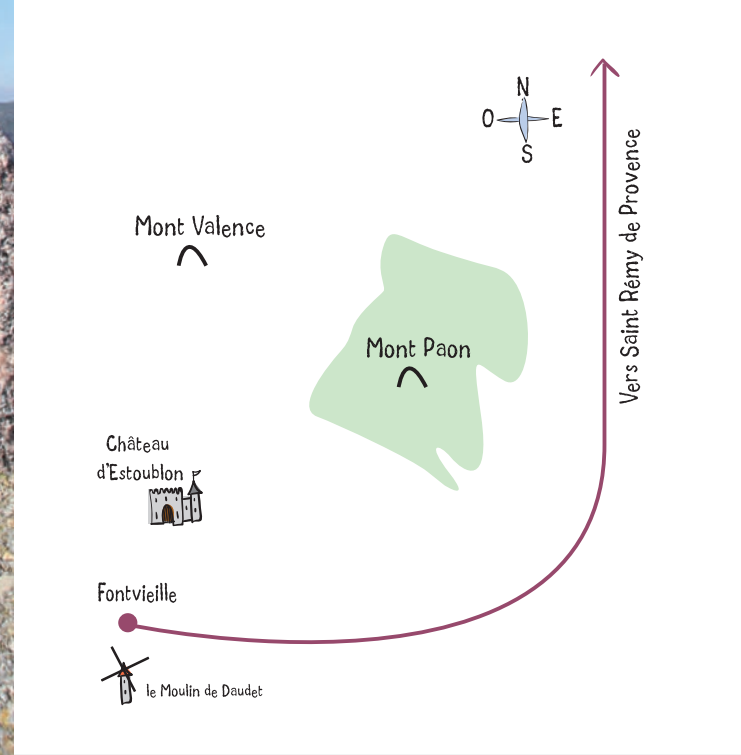 N
O E
S
Vers Saint Rémy de Provence
Mont Valence
Mont Paon
Château
d'Estoublon
Fontvieille
le Moulin de Daudet